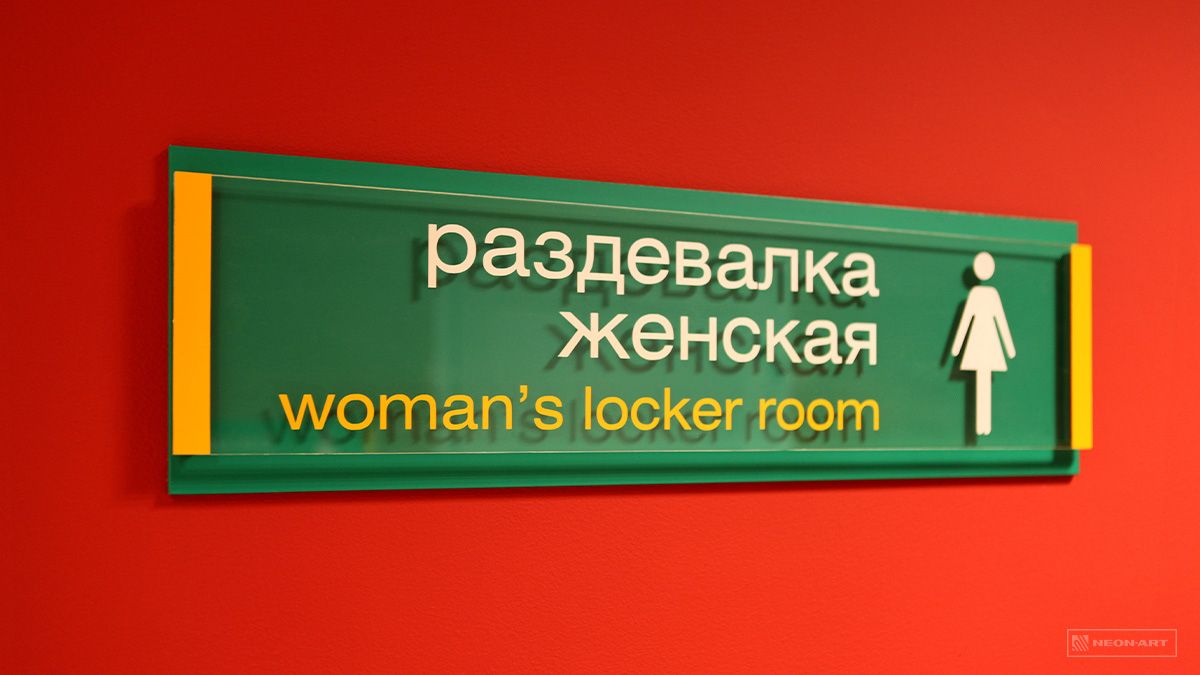 раздевалка
женская
woman's locker room
NEON-ART